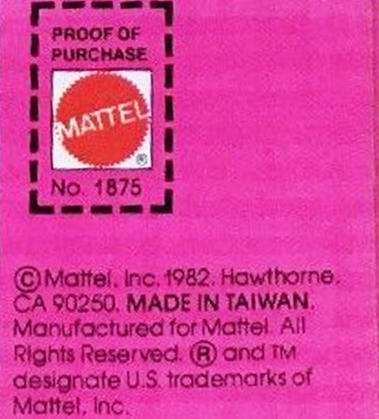 PROOF OF
PURCHASE
MATTEL
®
No. 1875
©Mattel, Inc. 1982. Hawthorne,
CA 90250. MADE IN TAIWAN.
Manufactured for Mattel. All
Rights Reserved. ® and TM
designate U.S. trademarks of
Mattel, Inc.